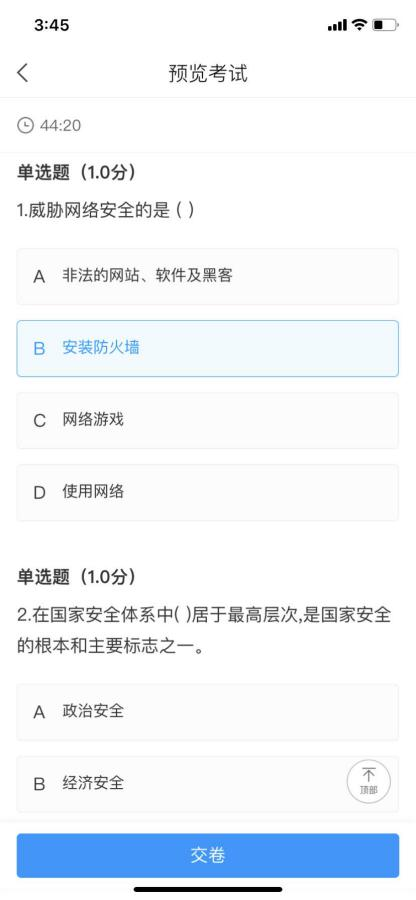 3:45
预览考试
44:20
单选题（1.0分）
1.威胁网络安全的是 ( )
A 非法的网站、软件及黑客
B 安装防火墙
C 网络游戏
D 使用网络
单选题（1.0分）
2.在国家安全体系中( )居于最高层次,是国家安全
的根本和主要标志之一。
A 政治安全
B 经济安全
顶部
交卷